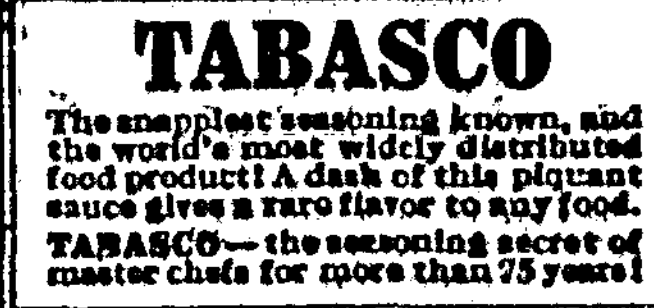 TABASCO
The snappiest seasoning known, and
the world's most widely distributed
food product! A dash of this piquant
sauce gives a rare flavor to any food.
TABASCO—the seasoning secret of
master chefs for more than 75 years!